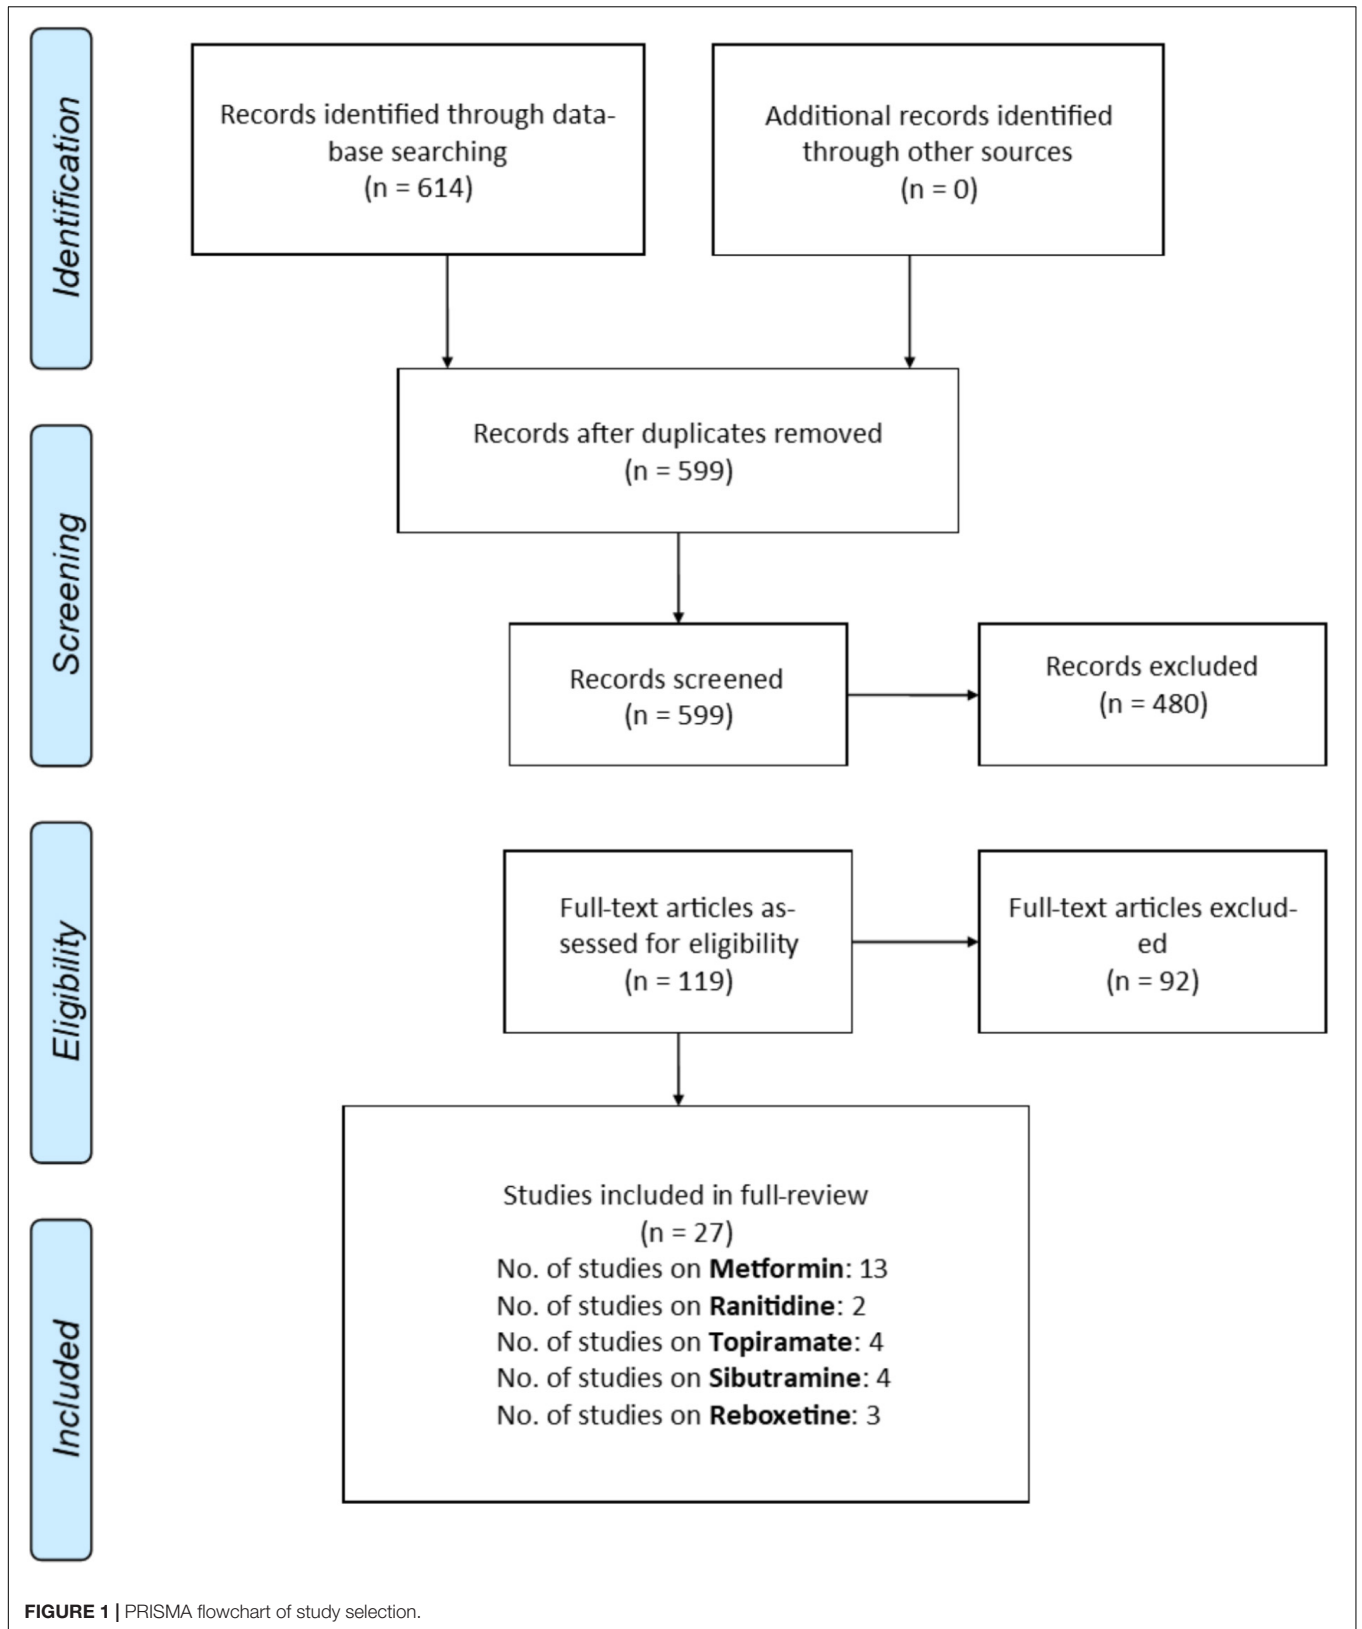 Identification
Records identified through data-
base searching
(n = 614)
Additional records identified
through other sources
(n = 0)
Records after duplicates removed
(n = 599)
Screening
Records screened
(n = 599)
Records excluded
(n = 480)
Eligibility
Full-text articles as-
sessed for eligibility
(n = 119)
Full-text articles exclud-
ed
(n = 92)
Included
Studies included in full-review
(n = 27)
No. of studies on Metformin: 13
No. of studies on Ranitidine: 2
No. of studies on Topiramate: 4
No. of studies on Sibutramine: 4
No. of studies on Reboxetine: 3
FIGURE 1 | PRISMA flowchart of study selection.